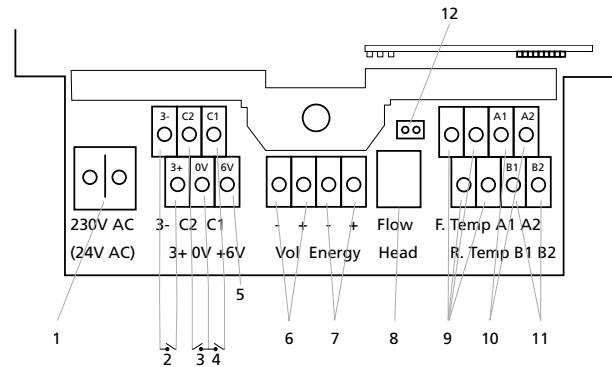 12
3- C2 C1 A1 A2
3+ 0V 6V B1 B2
230V AC 3- C2 C1 - + - + Flow F. Temp A1 A2
(24V AC) 3+ 0V +6V Vol Energy Head R. Temp B1 B2
5
1 2 3 4 6 7 8 9 10 11